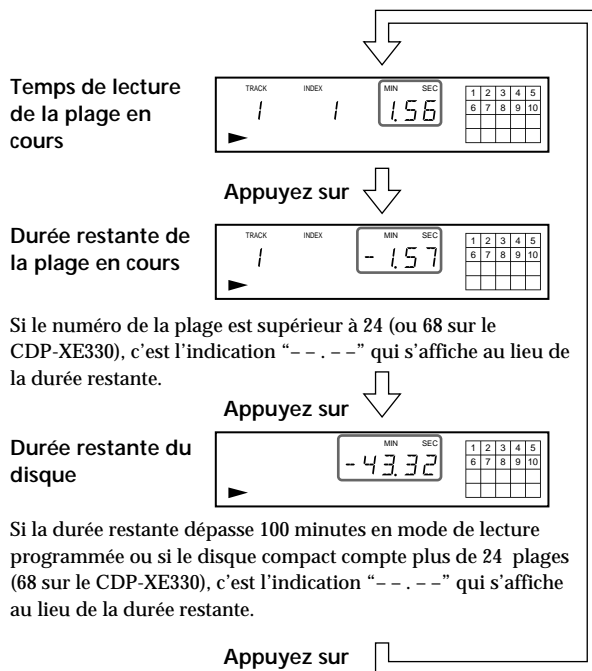 Temps de lecture
de la plage en
cours
TRACK INDEX MIN SEC
1 1 1.56
1 2 3 4 5
6 7 8 9 10
Appuyez sur
Durée restante de
la plage en cours
TRACK INDEX MIN SEC
1 - 1.57
1 2 3 4 5
6 7 8 9 10
Si le numéro de la plage est supérieur à 24 (ou 68 sur le
CDP-XE330), c’est l’indication “– – . – –” qui s’affiche au lieu de
la durée restante.
Appuyez sur
Durée restante du
disque
MIN SEC
- 43.32
1 2 3 4 5
6 7 8 9 10
Si la durée restante dépasse 100 minutes en mode de lecture
programmée ou si le disque compact compte plus de 24 plages
(68 sur le CDP-XE330), c’est l’indication “– – . – –” qui s’affiche
au lieu de la durée restante.
Appuyez sur